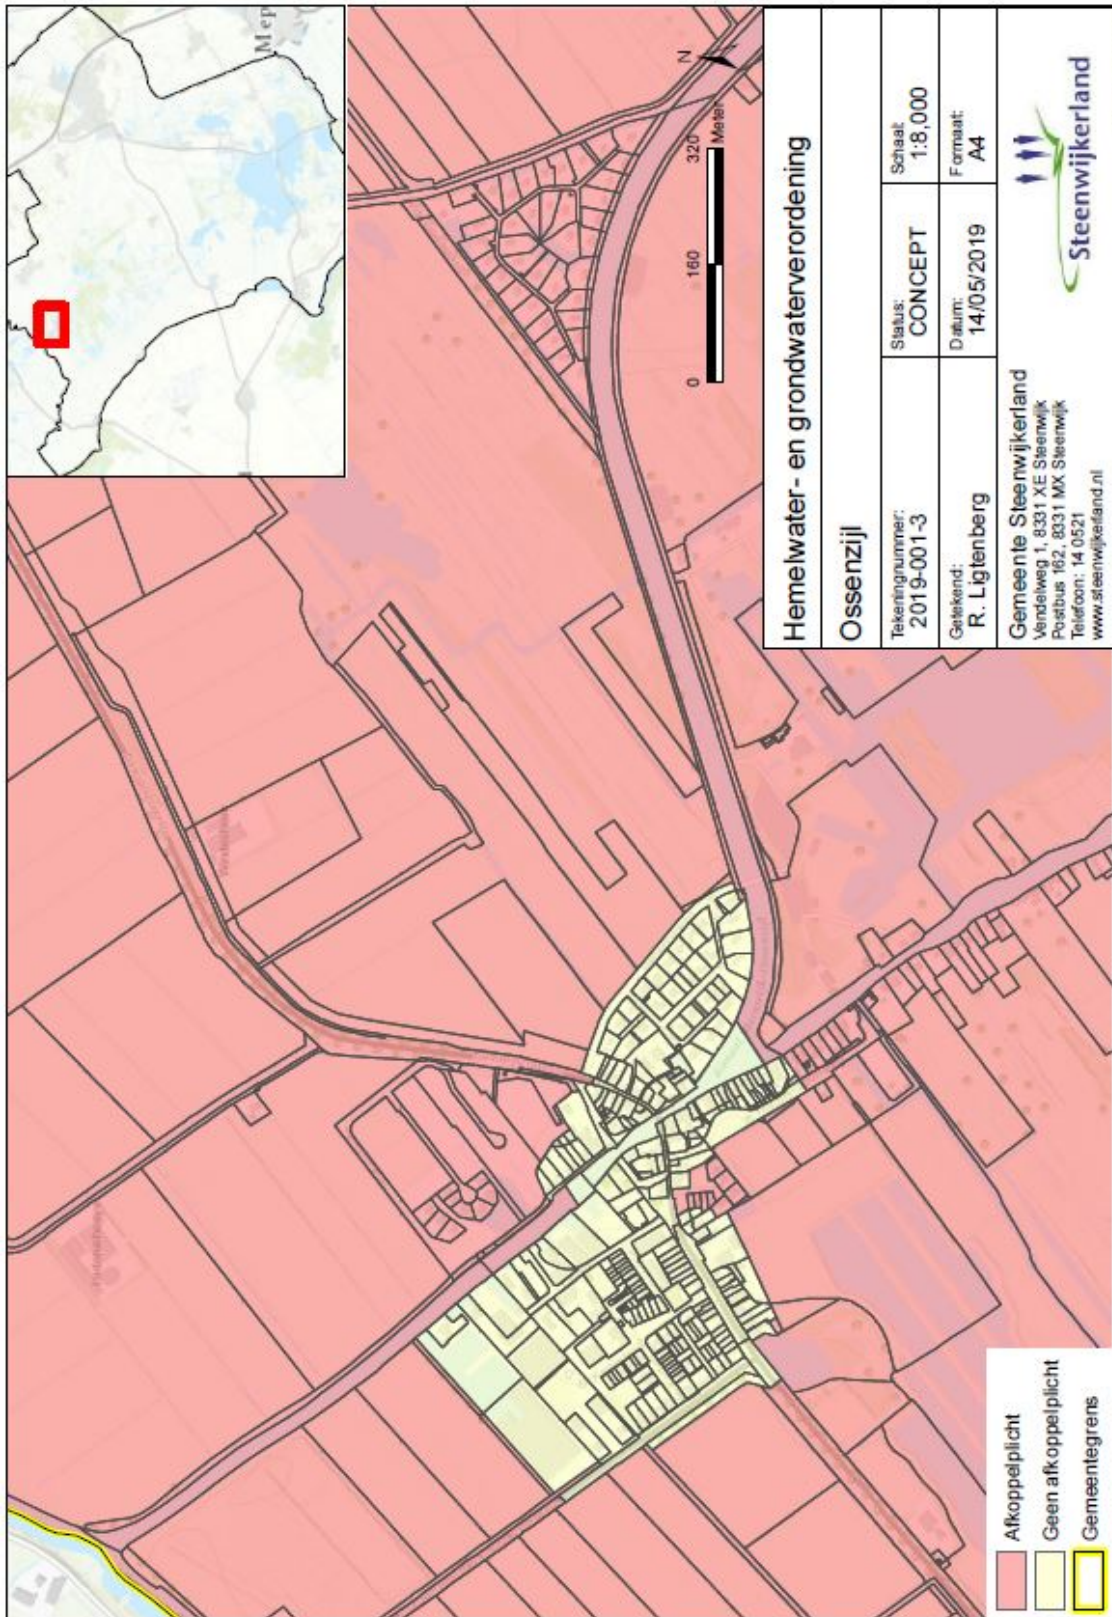 Mep
N
0
160
320
Meter
Hemelwater- en grondwaterverordening
Ossenzijl
Tekeningnummer:
2019-001-3
Status:
CONCEPT
Schaal:
1:8,000
Getekend:
R. Ligtenberg
Datum:
14/05/2019
Formaat:
A4
Gemeente Steenwijkerland
Vendelweg 1, 8331 XE Steenwijk
Postbus 162, 8331 MX Steenwijk
Telefoon: 14 0521
www.steenwijkerland.nl
Steenwijkerland
Afkoppelplicht
Geen afkoppelplicht
Gemeentegrens